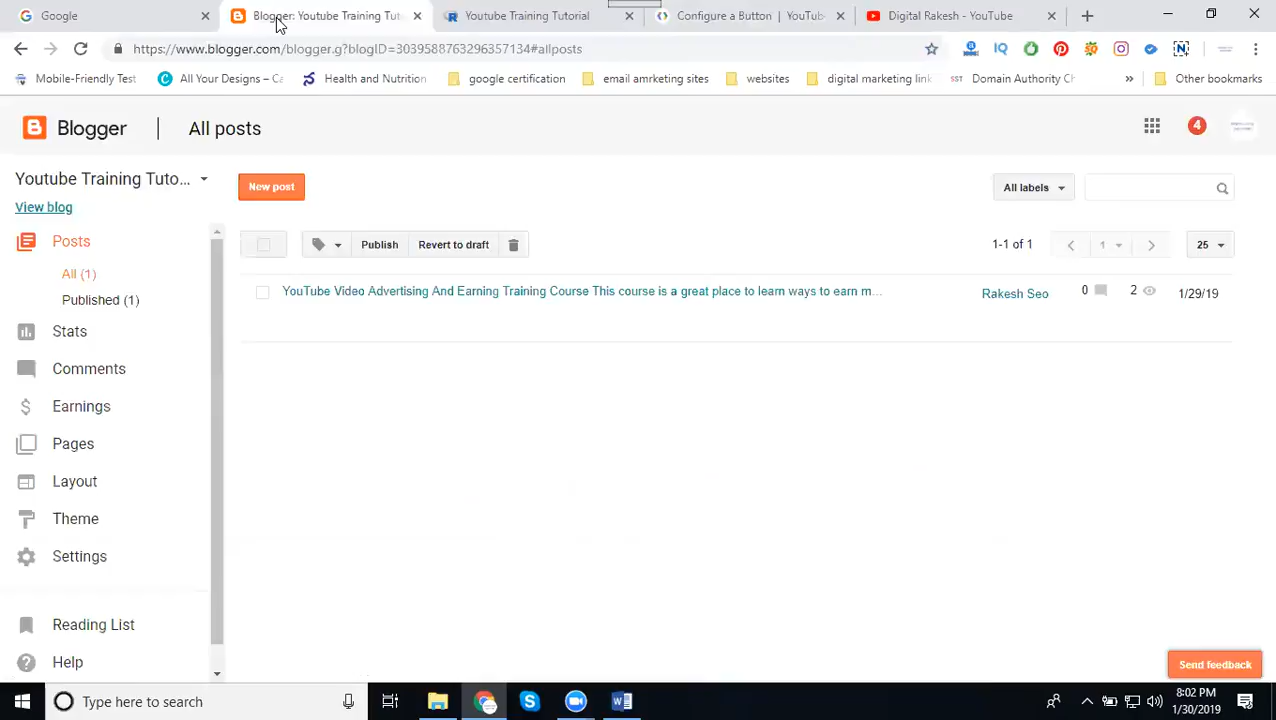 Google
Blogger: Youtube Training Tut
Youtube Training Tutorial
Configure a Button | YouTub
Digital Rakesh - YouTube
https://www.blogger.com/blogger.g?blogID=3039588763296357134#allposts
Mobile-Friendly Test
All Your Designs – Ca
Health and Nutrition
google certification
email amrketing sites
websites
digital marketing link
SST Domain Authority Ch
Other bookmarks
Blogger
All posts
4
Youtube Training Tuto...
New post
All labels
View blog
Posts
Publish
Revert to draft
1-1 of 1
1
25
All (1)
YouTube Video Advertising And Earning Training Course This course is a great place to learn ways to earn m...
Rakesh Seo
0
2
1/29/19
Published (1)
Stats
Comments
Earnings
Pages
Layout
Theme
Settings
Reading List
Help
Send feedback
Type here to search
8:02 PM
1/30/2019